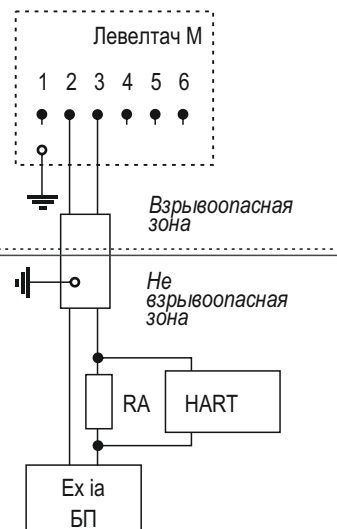 Левелтач М
1 2 3 4 5 6
Взрывоопасная
зона
Не
взрывоопасная
зона
RA
HART
Ex ia
БП